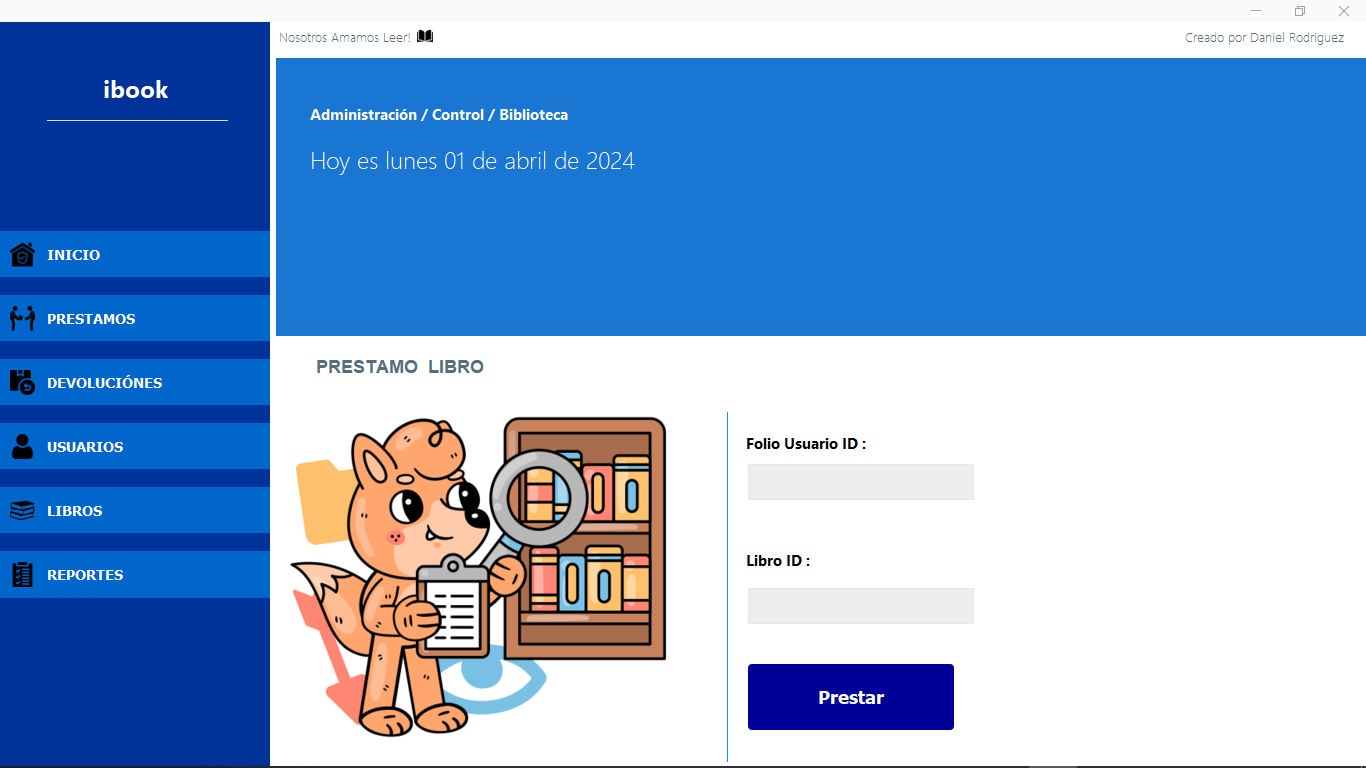 Nosotros Amamos Leer!
Creado por Daniel Rodriguez
ibook
Administración / Control / Biblioteca
Hoy es lunes 01 de abril de 2024
INICIO
PRESTAMOS
DEVOLUCIÓNES
USUARIOS
LIBROS
REPORTES
PRESTAMO LIBRO
Folio Usuario ID :
Libro ID :
Prestar